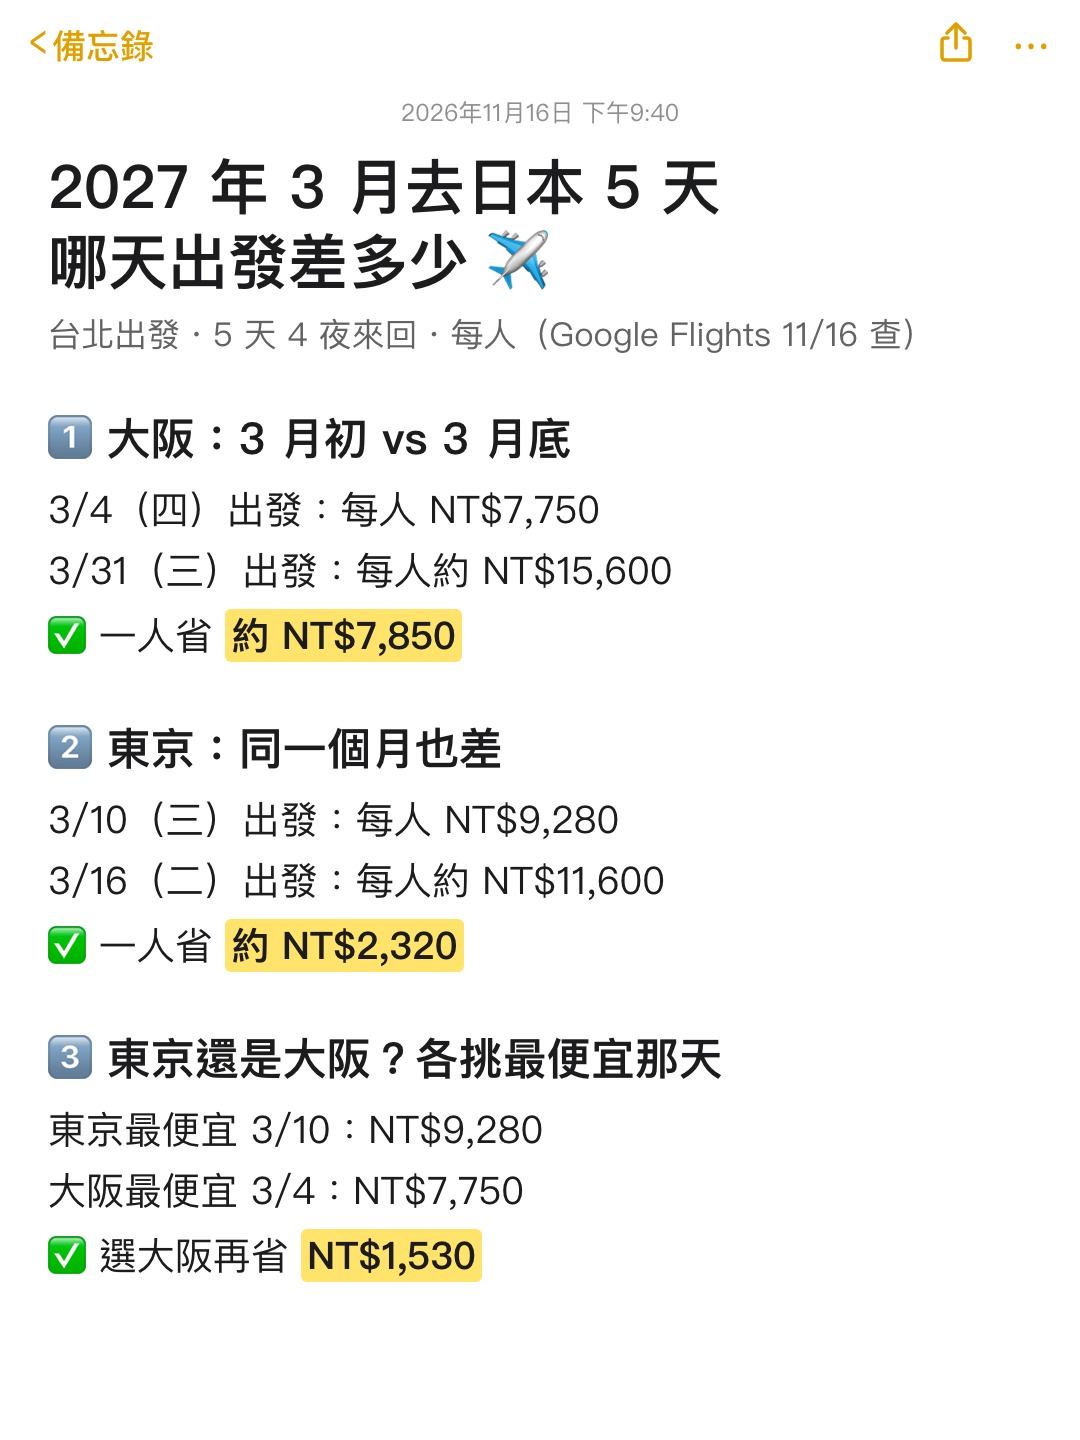 備忘錄
2026年11月16日 下午9:40
2027 年 3 月去日本 5 天
哪天出發差多少 ✈️
台北出發・5 天 4 夜來回・每人（Google Flights 11/16 查）
1️⃣ 大阪：3 月初 vs 3 月底
3/4（四）出發：每人 NT$7,750
3/31（三）出發：每人約 NT$15,600
✅ 一人省 約 NT$7,850
2️⃣ 東京：同一個月也差
3/10（三）出發：每人 NT$9,280
3/16（二）出發：每人約 NT$11,600
✅ 一人省 約 NT$2,320
3️⃣ 東京還是大阪？各挑最便宜那天
東京最便宜 3/10：NT$9,280
大阪最便宜 3/4：NT$7,750
✅ 選大阪再省 NT$1,530